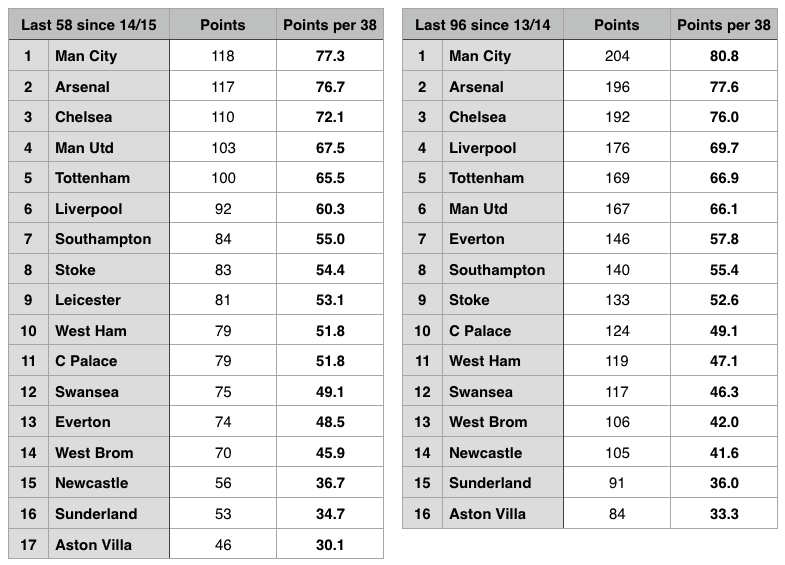 Last 58 since 14/15 Points Points per 38
1 Man City 118 77.3
2 Arsenal 117 76.7
3 Chelsea 110 72.1
4 Man Utd 103 67.5
5 Tottenham 100 65.5
6 Liverpool 92 60.3
7 Southampton 84 55.0
8 Stoke 83 54.4
9 Leicester 81 53.1
10 West Ham 79 51.8
11 C Palace 79 51.8
12 Swansea 75 49.1
13 Everton 74 48.5
14 West Brom 70 45.9
15 Newcastle 56 36.7
16 Sunderland 53 34.7
17 Aston Villa 46 30.1
Last 96 since 13/14 Points Points per 38
1 Man City 204 80.8
2 Arsenal 196 77.6
3 Chelsea 192 76.0
4 Liverpool 176 69.7
5 Tottenham 169 66.9
6 Man Utd 167 66.1
7 Everton 146 57.8
8 Southampton 140 55.4
9 Stoke 133 52.6
10 C Palace 124 49.1
11 West Ham 119 47.1
12 Swansea 117 46.3
13 West Brom 106 42.0
14 Newcastle 105 41.6
15 Sunderland 91 36.0
16 Aston Villa 84 33.3